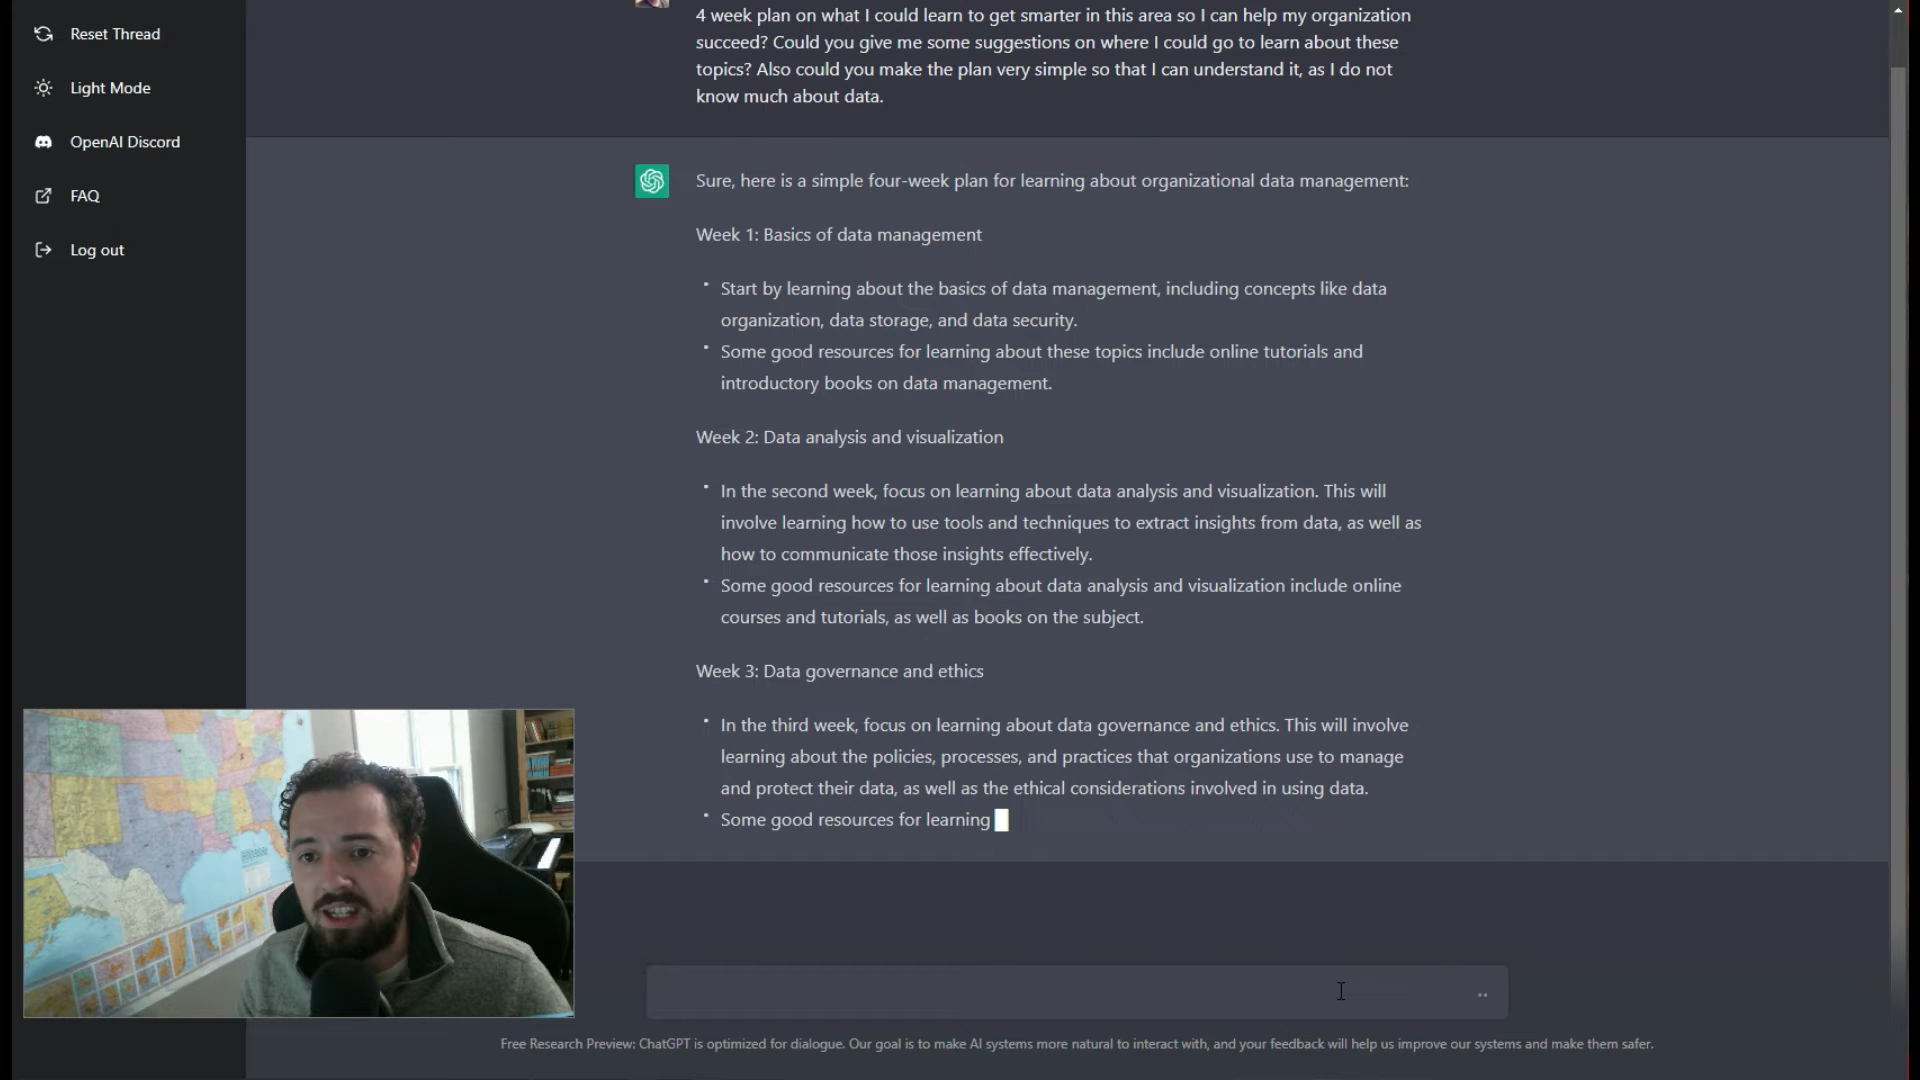 Reset Thread
Light Mode
OpenAI Discord
FAQ
Log out
4 week plan on what I could learn to get smarter in this area so I can help my organization
succeed? Could you give me some suggestions on where I could go to learn about these
topics? Also could you make the plan very simple so that I can understand it, as I do not
know much about data.
Sure, here is a simple four-week plan for learning about organizational data management:
Week 1: Basics of data management
• Start by learning about the basics of data management, including concepts like data
organization, data storage, and data security.
• Some good resources for learning about these topics include online tutorials and
introductory books on data management.
Week 2: Data analysis and visualization
• In the second week, focus on learning about data analysis and visualization. This will
involve learning how to use tools and techniques to extract insights from data, as well as
how to communicate those insights effectively.
• Some good resources for learning about data analysis and visualization include online
courses and tutorials, as well as books on the subject.
Week 3: Data governance and ethics
• In the third week, focus on learning about data governance and ethics. This will involve
learning about the policies, processes, and practices that organizations use to manage
and protect their data, as well as the ethical considerations involved in using data.
• Some good resources for learning
Free Research Preview: ChatGPT is optimized for dialogue. Our goal is to make AI systems more natural to interact with, and your feedback will help us improve our systems and make them safer.